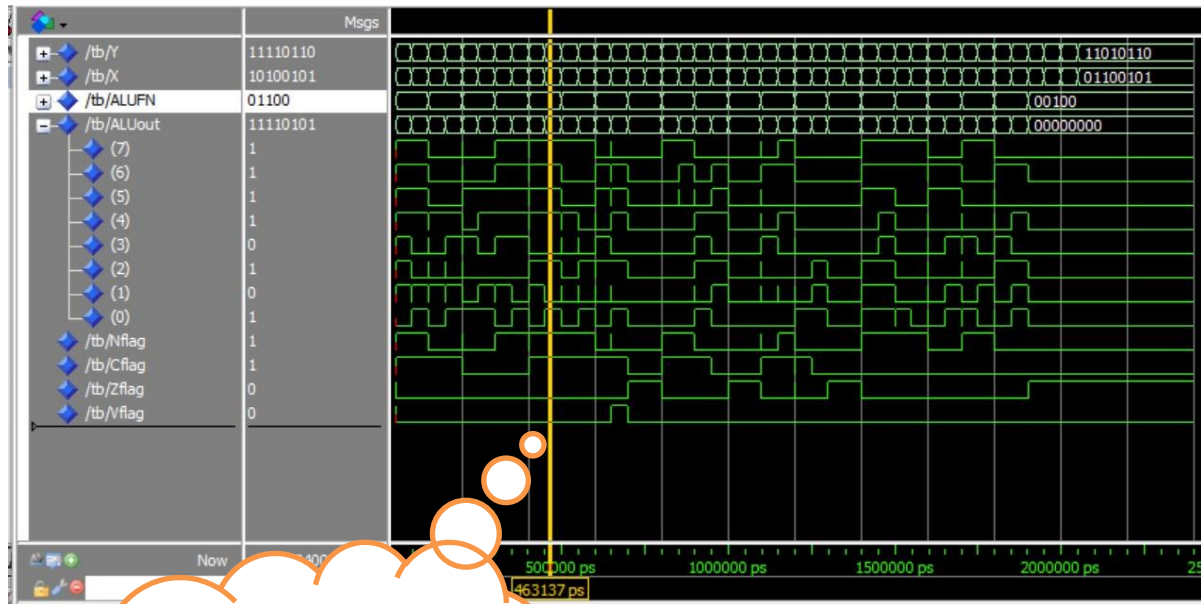 Msgs
/tb/Y 11110110 11010110
/tb/X 10100101 01100101
/tb/ALUFN 01100 00100
/tb/ALUout 11110101 00000000
(7) 1
(6) 1
(5) 1
(4) 1
(3) 0
(2) 1
(1) 0
(0) 1
/tb/Nflag 1
/tb/Cflag 1
/tb/Zflag 0
/tb/Vflag 0
Now 500000 ps 1000000 ps 1500000 ps 2000000 ps
463137 ps